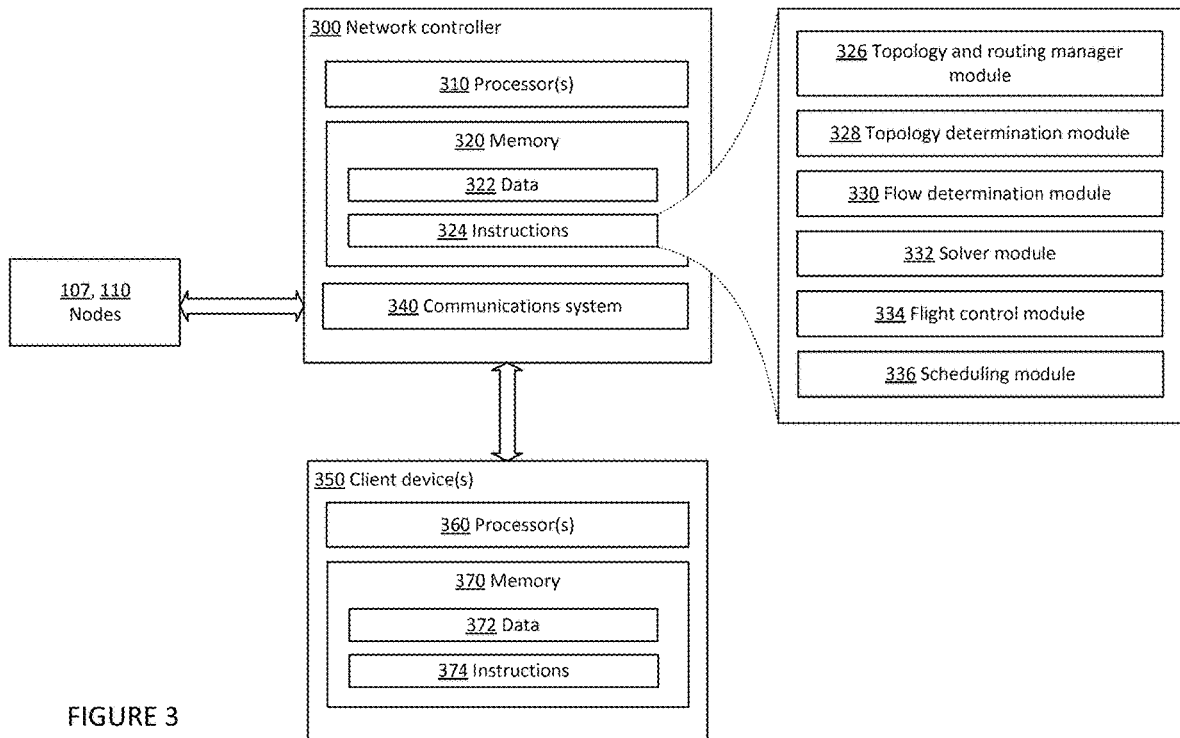 300 Network controller
310 Processor(s)
320 Memory
322 Data
324 Instructions
340 Communications system
326 Topology and routing manager
module
328 Topology determination module
330 Flow determination module
332 Solver module
334 Flight control module
336 Scheduling module
107, 110
Nodes
350 Client device(s)
360 Processor(s)
370 Memory
372 Data
374 Instructions
FIGURE 3